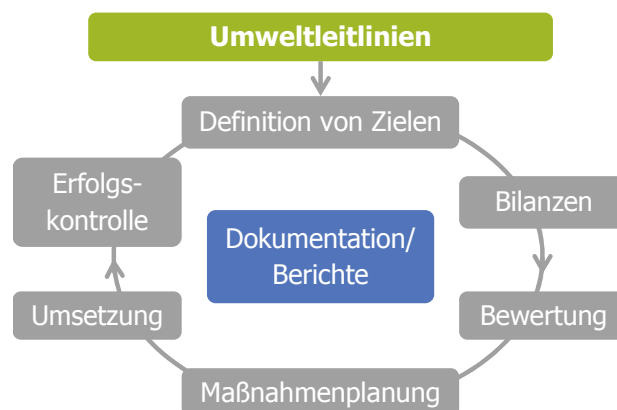 Umweltleitlinien
Definition von Zielen
Erfolgs-
kontrolle
Bilanzen
Dokumentation/
Berichte
Umsetzung
Bewertung
Maßnahmenplanung